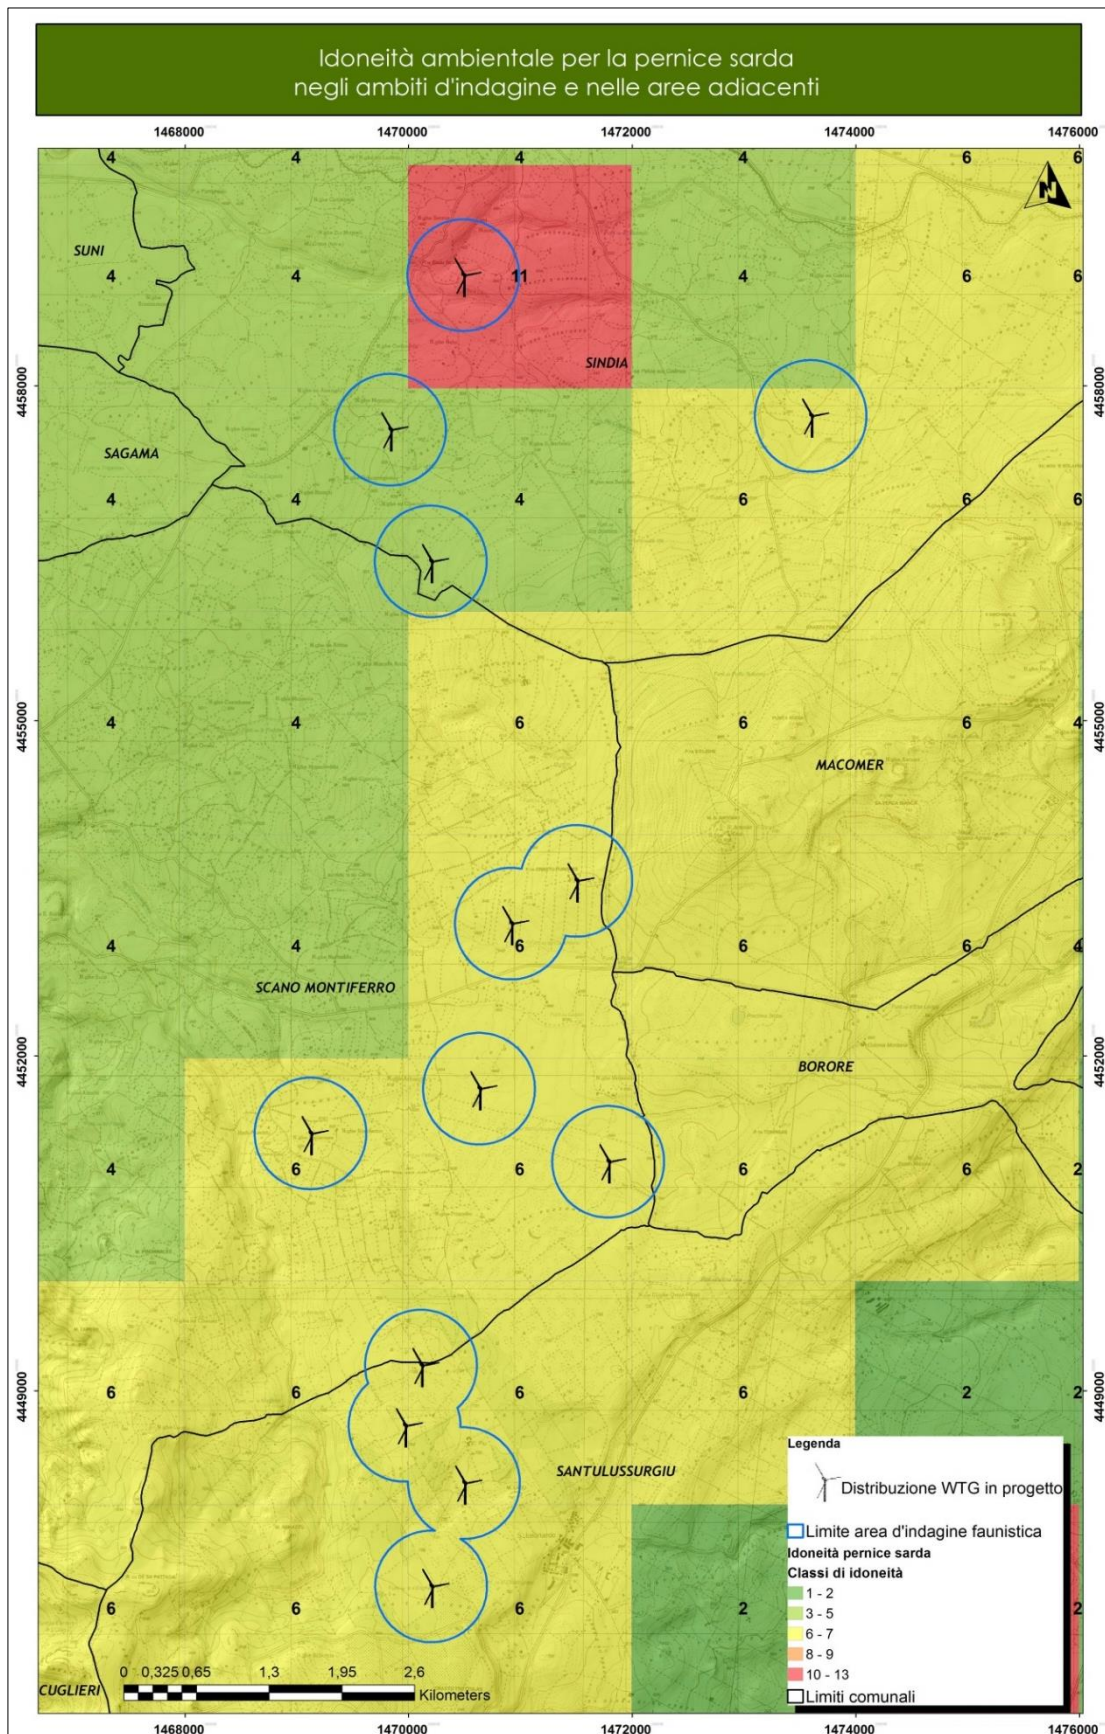 Idoneità ambientale per la pernice sarda
negli ambiti d'indagine e nelle aree adiacenti
1468000 1470000 1472000 1474000 1476000
4 4 4 4 6 6
N
SUNI
4 4 11 4 6 6
SINDIA
4458000 4458000
SAGAMA
4 4 4 6 6 6
4455000 4 4 6 6 6 4 4455000
MACOMER
4 4 6 6 6 4
SCANO MONTIFERRO
4452000 4452000
BORORE
4 6 6 6 6 2
4449000 6 6 6 6 2 2 4449000
Legenda
SANTULUSSURGIU
Distribuzione WTG in progetto
Limite area d'indagine faunistica
Idoneità pernice sarda
Classi di idoneità
1 - 2
3 - 5
6 - 7
8 - 9
10 - 13
Limiti comunali
6 6 6 2 2
0 0,325 0,65 1,3 1,95 2,6
Kilometers
CUGLIERI
1468000 1470000 1472000 1474000 1476000